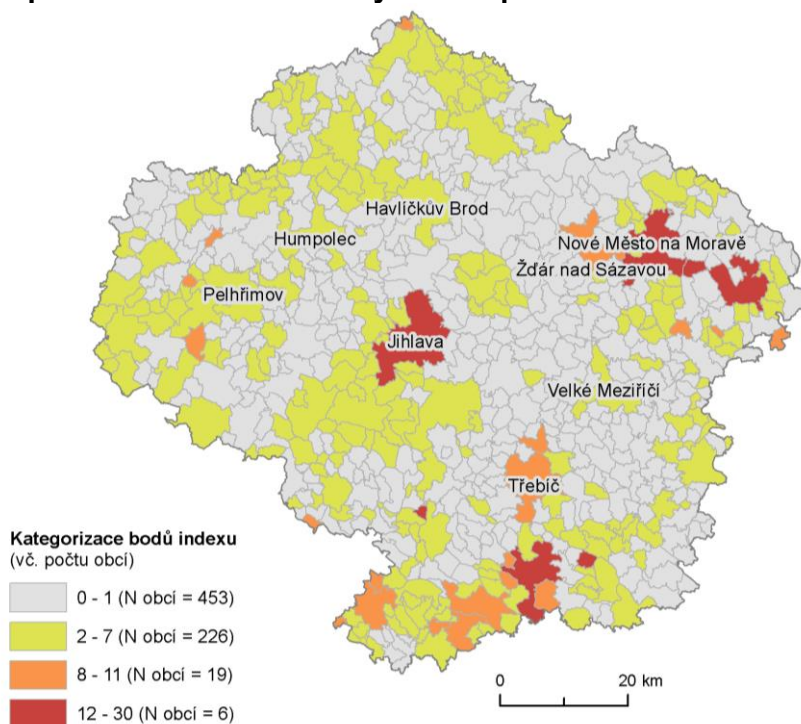 Havlíčkův Brod
Nové Město na Moravě
Humpolec
Žďár nad Sázavou
Pelhřimov
Jihlava
Velké Meziříčí
Třebíč
Kategorizace bodů indexu
(vč. počtu obcí)
0 - 1 (N obcí = 453)
2 - 7 (N obcí = 226)
8 - 11 (N obcí = 19)
12 - 30 (N obcí = 6)
0 20 km